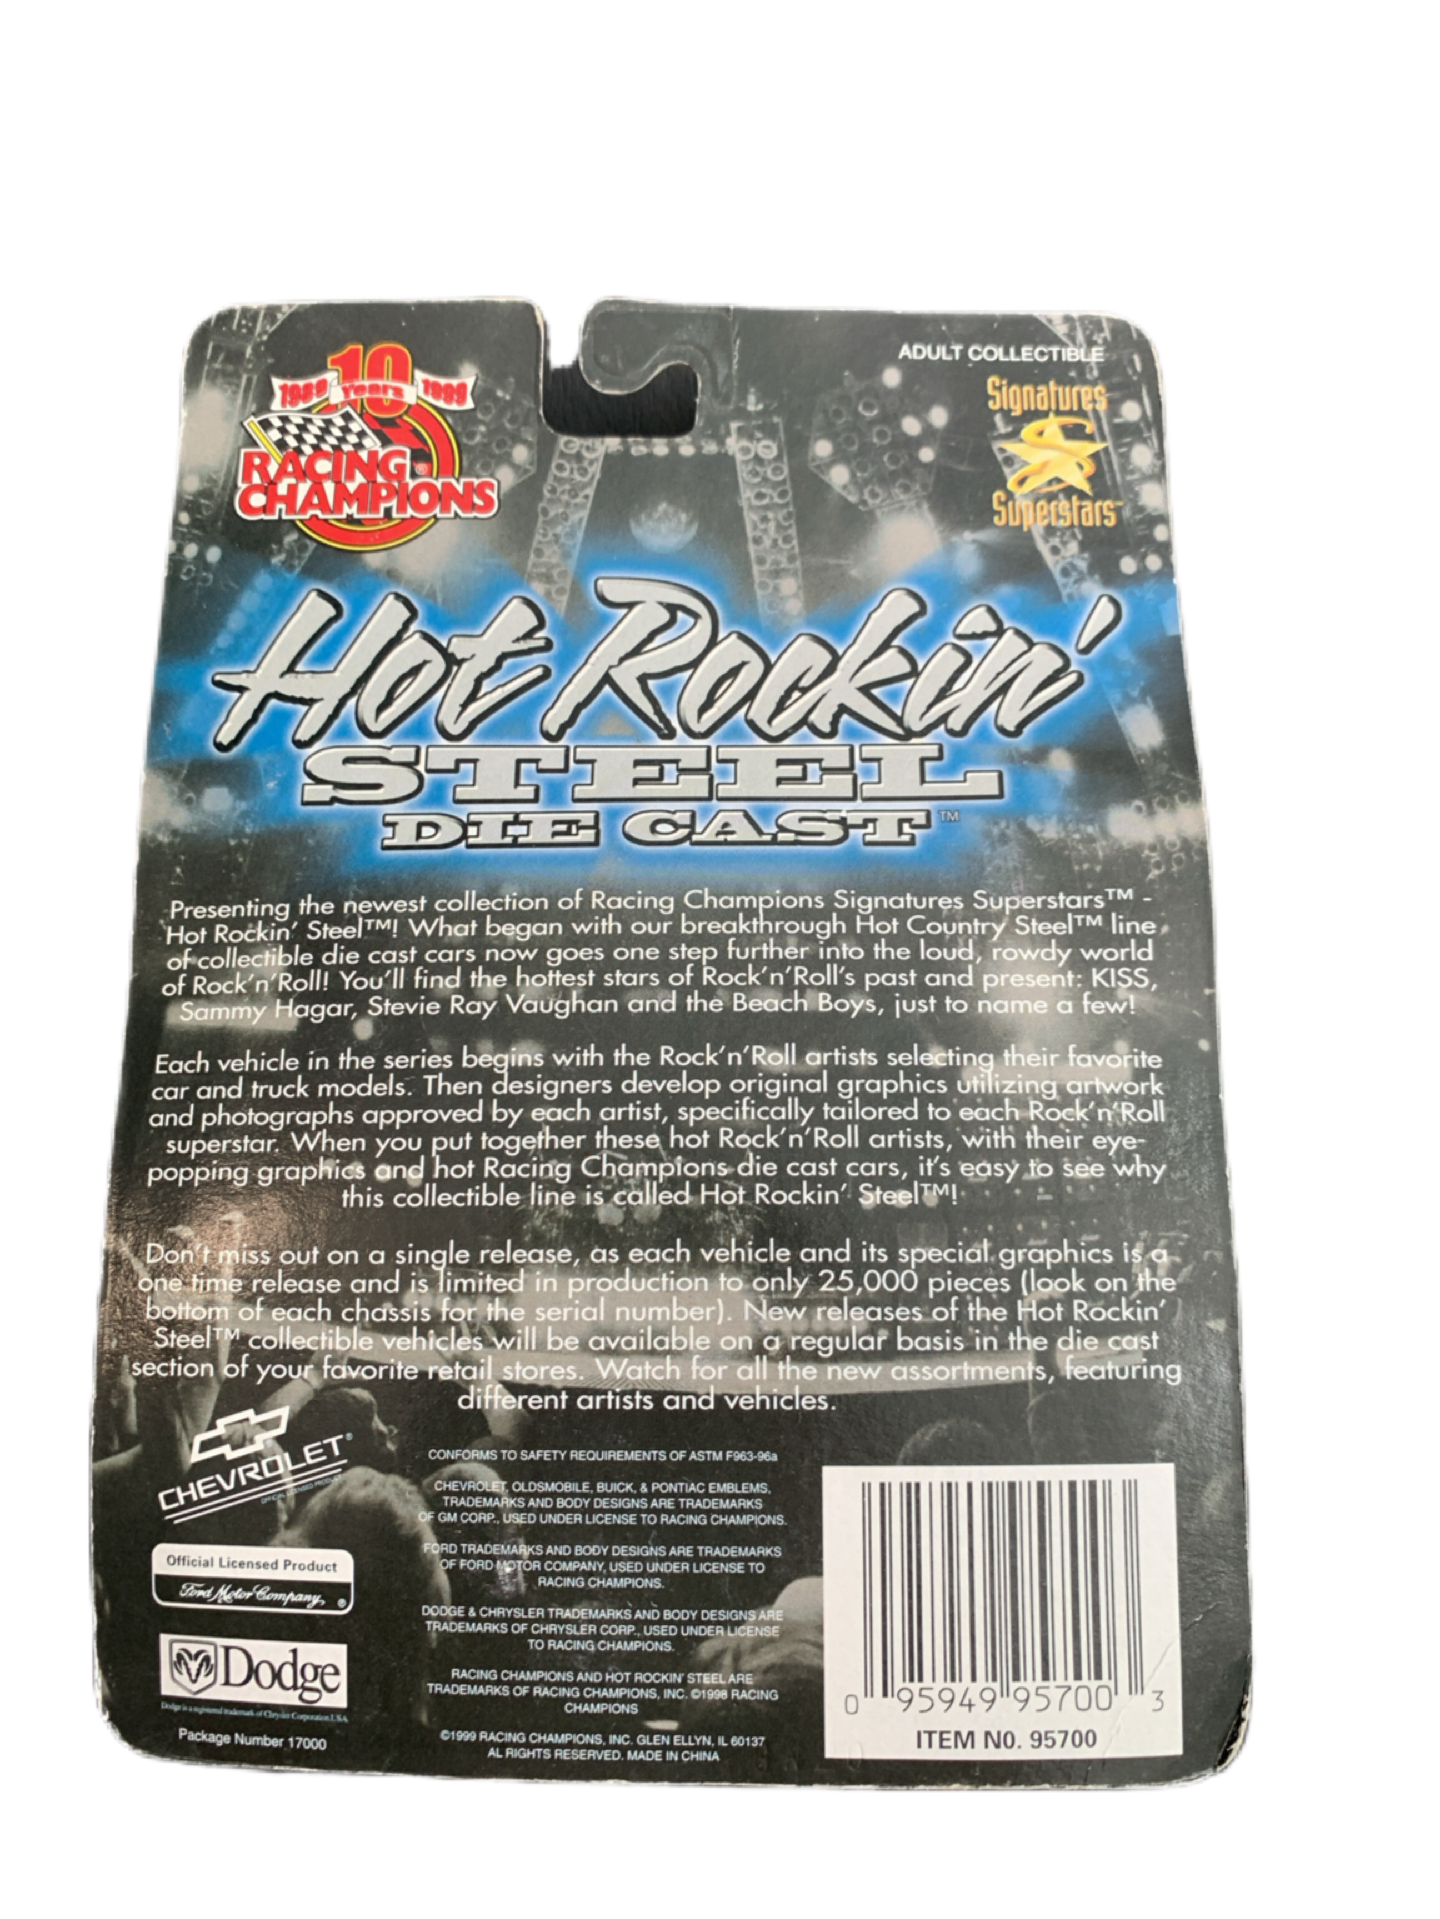 10
1989 Years 1999
RACING®
CHAMPIONS
ADULT COLLECTIBLE
Signatures
Superstars™
Hot Rockin'
STEEL
DIE CAST™
Presenting the newest collection of Racing Champions Signatures Superstars™ -
Hot Rockin' Steel™! What began with our breakthrough Hot Country Steel™ line
of collectible die cast cars now goes one step further into the loud, rowdy world
of Rock'n'Roll! You'll find the hottest stars of Rock'n'Roll's past and present: KISS,
Sammy Hagar, Stevie Ray Vaughan and the Beach Boys, just to name a few!
Each vehicle in the series begins with the Rock'n'Roll artists selecting their favorite
car and truck models. Then designers develop original graphics utilizing artwork
and photographs approved by each artist, specifically tailored to each Rock'n'Roll
superstar. When you put together these hot Rock'n'Roll artists, with their eye-
popping graphics and hot Racing Champions die cast cars, it's easy to see why
this collectible line is called Hot Rockin' Steel™!
Don't miss out on a single release, as each vehicle and its special graphics is a
one time release and is limited in production to only 25,000 pieces (look on the
bottom of each chassis for the serial number). New releases of the Hot Rockin'
Steel™ collectible vehicles will be available on a regular basis in the die cast
section of your favorite retail stores. Watch for all the new assortments, featuring
different artists and vehicles.
CHEVROLET®
OFFICIAL LICENSED PRODUCT
Official Licensed Product
Ford Motor Company, ®
Dodge
Dodge is a registered trademark of Chrysler Corporation U.S.A.
Package Number 17000
CONFORMS TO SAFETY REQUIREMENTS OF ASTM F963-96a
CHEVROLET, OLDSMOBILE, BUICK, & PONTIAC EMBLEMS,
TRADEMARKS AND BODY DESIGNS ARE TRADEMARKS
OF GM CORP., USED UNDER LICENSE TO RACING CHAMPIONS.
FORD TRADEMARKS AND BODY DESIGNS ARE TRADEMARKS
OF FORD MOTOR COMPANY, USED UNDER LICENSE TO
RACING CHAMPIONS.
DODGE & CHRYSLER TRADEMARKS AND BODY DESIGNS ARE
TRADEMARKS OF CHRYSLER CORP., USED UNDER LICENSE
TO RACING CHAMPIONS.
RACING CHAMPIONS AND HOT ROCKIN' STEEL ARE
TRADEMARKS OF RACING CHAMPIONS, INC. ©1998 RACING
CHAMPIONS
©1999 RACING CHAMPIONS, INC. GLEN ELLYN, IL 60137
AL RIGHTS RESERVED. MADE IN CHINA
0 95949 95700 3
ITEM NO. 95700